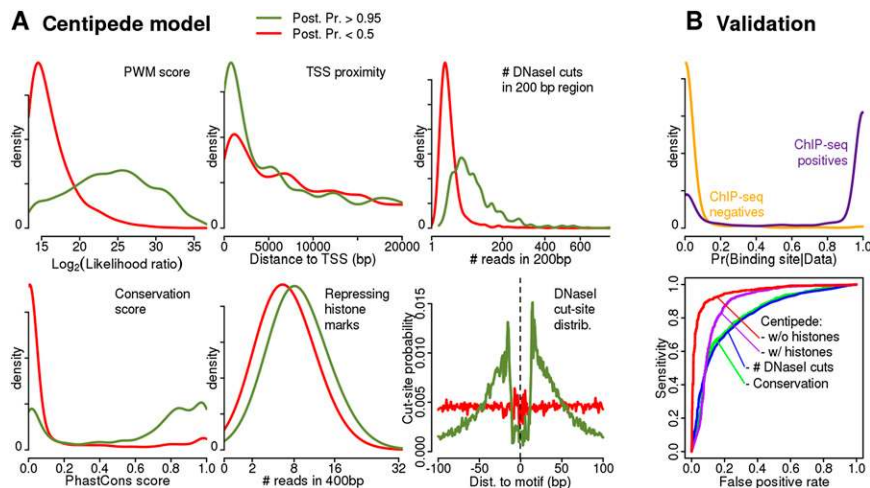 A Centipede model
Post. Pr. > 0.95
Post. Pr. < 0.5
B Validation
PWM score
density
15 20 25 30 35
Log2(Likelihood ratio)
TSS proximity
density
0 5000 10000 20000
Distance to TSS (bp)
# DNaseI cuts
in 200 bp region
density
1 200 400 600
# reads in 200bp
ChIP-seq
positives
ChIP-seq
negatives
density
0
0.0 0.2 0.4 0.6 0.8 1.0
Pr(Binding site|Data)
Conservation
score
density
0
0.0 0.2 0.4 0.6 0.8 1.0
PhastCons score
Repressing
histone
marks
density
0
0 2 8 32
# reads in 400bp
DNaseI
cut-site
distrib.
Cut-site probability
0.000 0.005 0.010 0.015
-100 -50 0 50 100
Dist. to motif (bp)
Centipede:
- w/o histones
- w/ histones
- # DNaseI cuts
- Conservation
Sensitivity
0.0 0.2 0.4 0.6 0.8 1.0
0.0 0.2 0.4 0.6 0.8 1.0
False positive rate